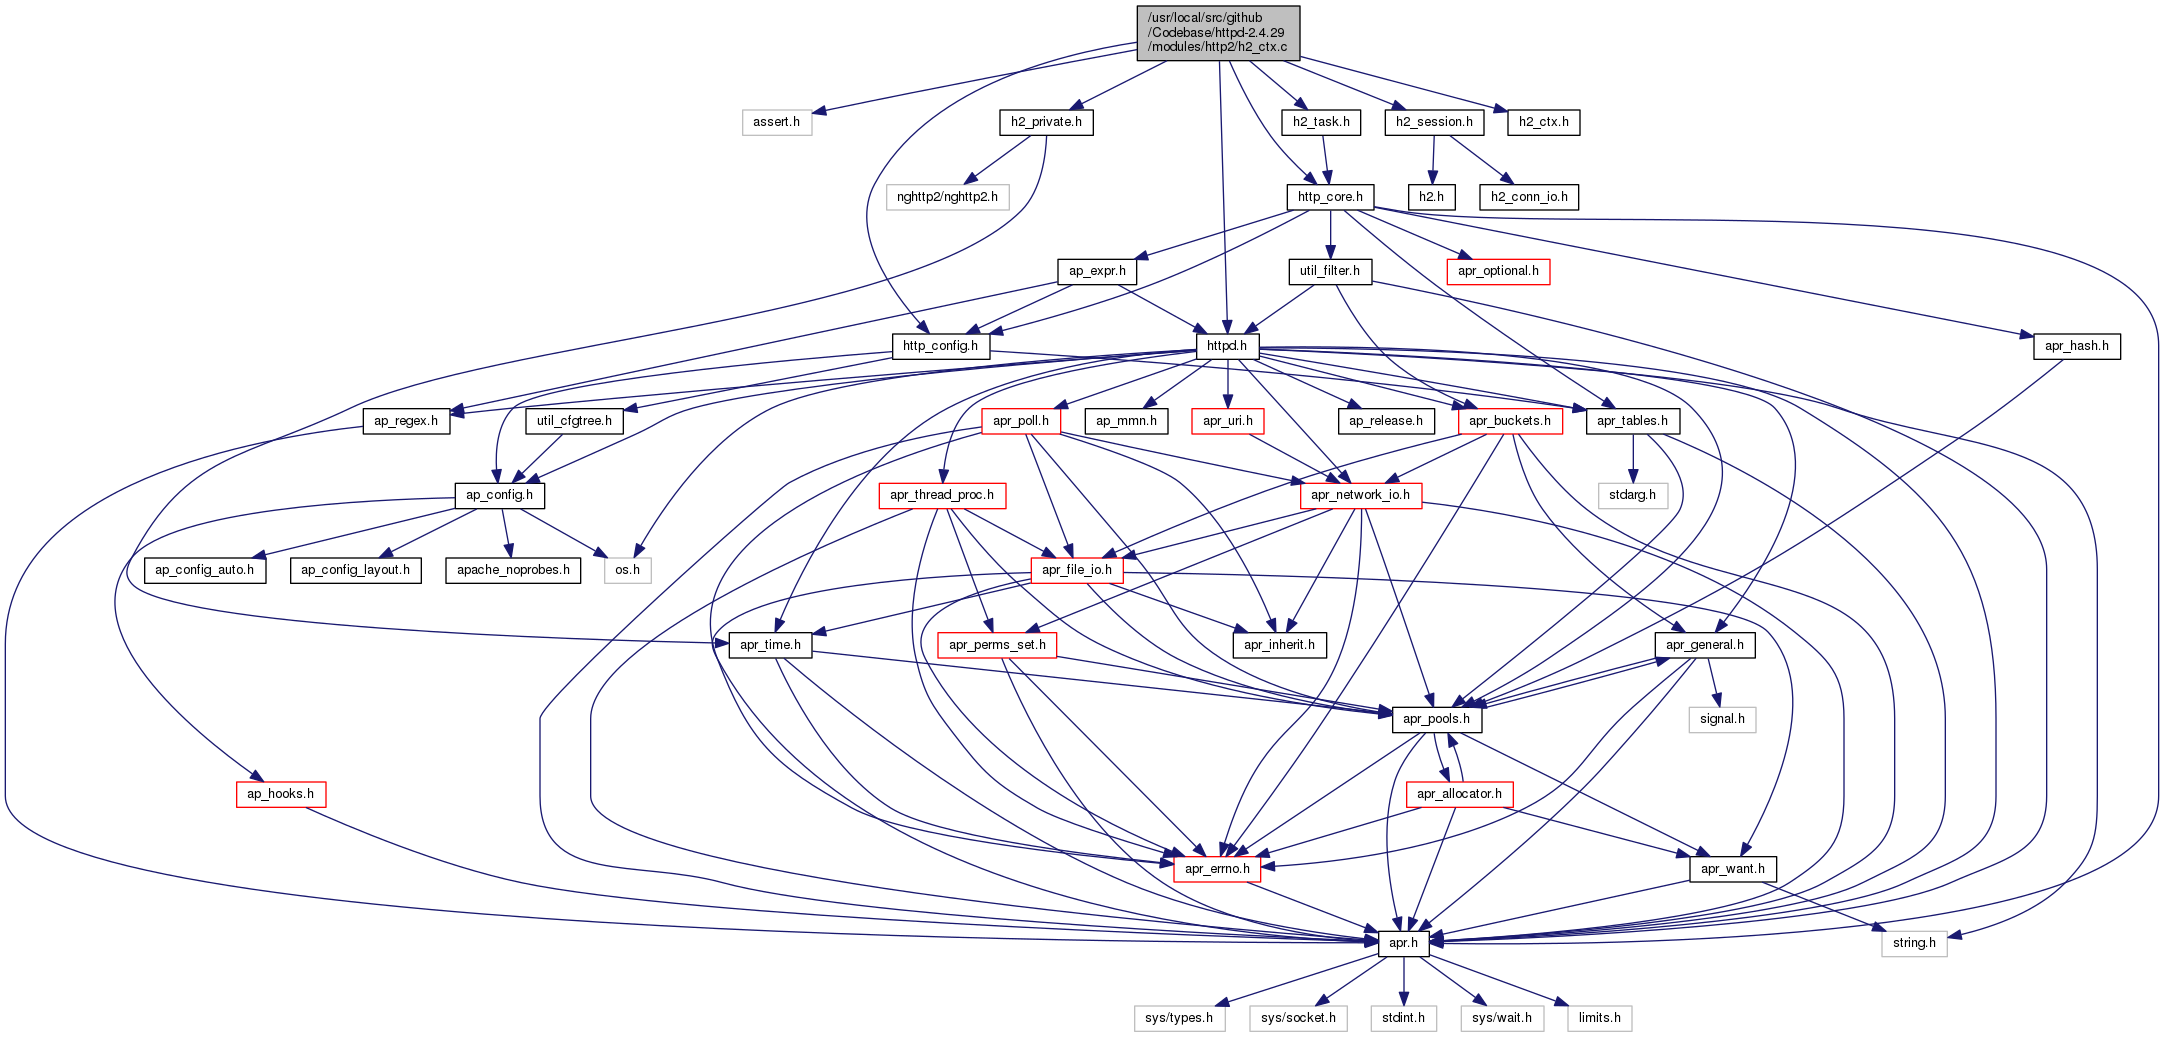 /usr/local/src/github
/Codebase/httpd-2.4.29
/modules/http2/h2_ctx.c
assert.h
h2_private.h
h2_task.h
h2_session.h
h2_ctx.h
nghttp2/nghttp2.h
http_core.h
h2.h
h2_conn_io.h
ap_expr.h
util_filter.h
apr_optional.h
http_config.h
httpd.h
apr_hash.h
ap_regex.h
util_cfgtree.h
apr_poll.h
ap_mmn.h
apr_uri.h
ap_release.h
apr_buckets.h
apr_tables.h
ap_config.h
apr_thread_proc.h
apr_network_io.h
stdarg.h
ap_config_auto.h
ap_config_layout.h
apache_noprobes.h
os.h
apr_file_io.h
apr_time.h
apr_perms_set.h
apr_inherit.h
apr_general.h
apr_pools.h
signal.h
ap_hooks.h
apr_allocator.h
apr_errno.h
apr_want.h
apr.h
string.h
sys/types.h
sys/socket.h
stdint.h
sys/wait.h
limits.h